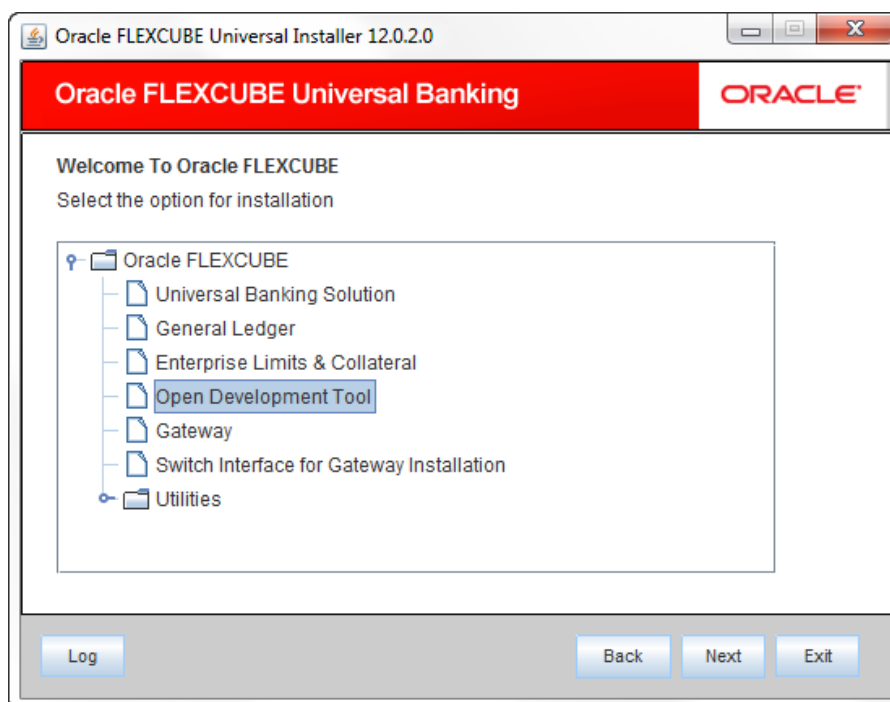 Oracle FLEXCUBE Universal Installer 12.0.2.0
Oracle FLEXCUBE Universal Banking
ORACLE
Welcome To Oracle FLEXCUBE
Select the option for installation
Oracle FLEXCUBE
Universal Banking Solution
General Ledger
Enterprise Limits & Collateral
Open Development Tool
Gateway
Switch Interface for Gateway Installation
Utilities
Log
Back
Next
Exit